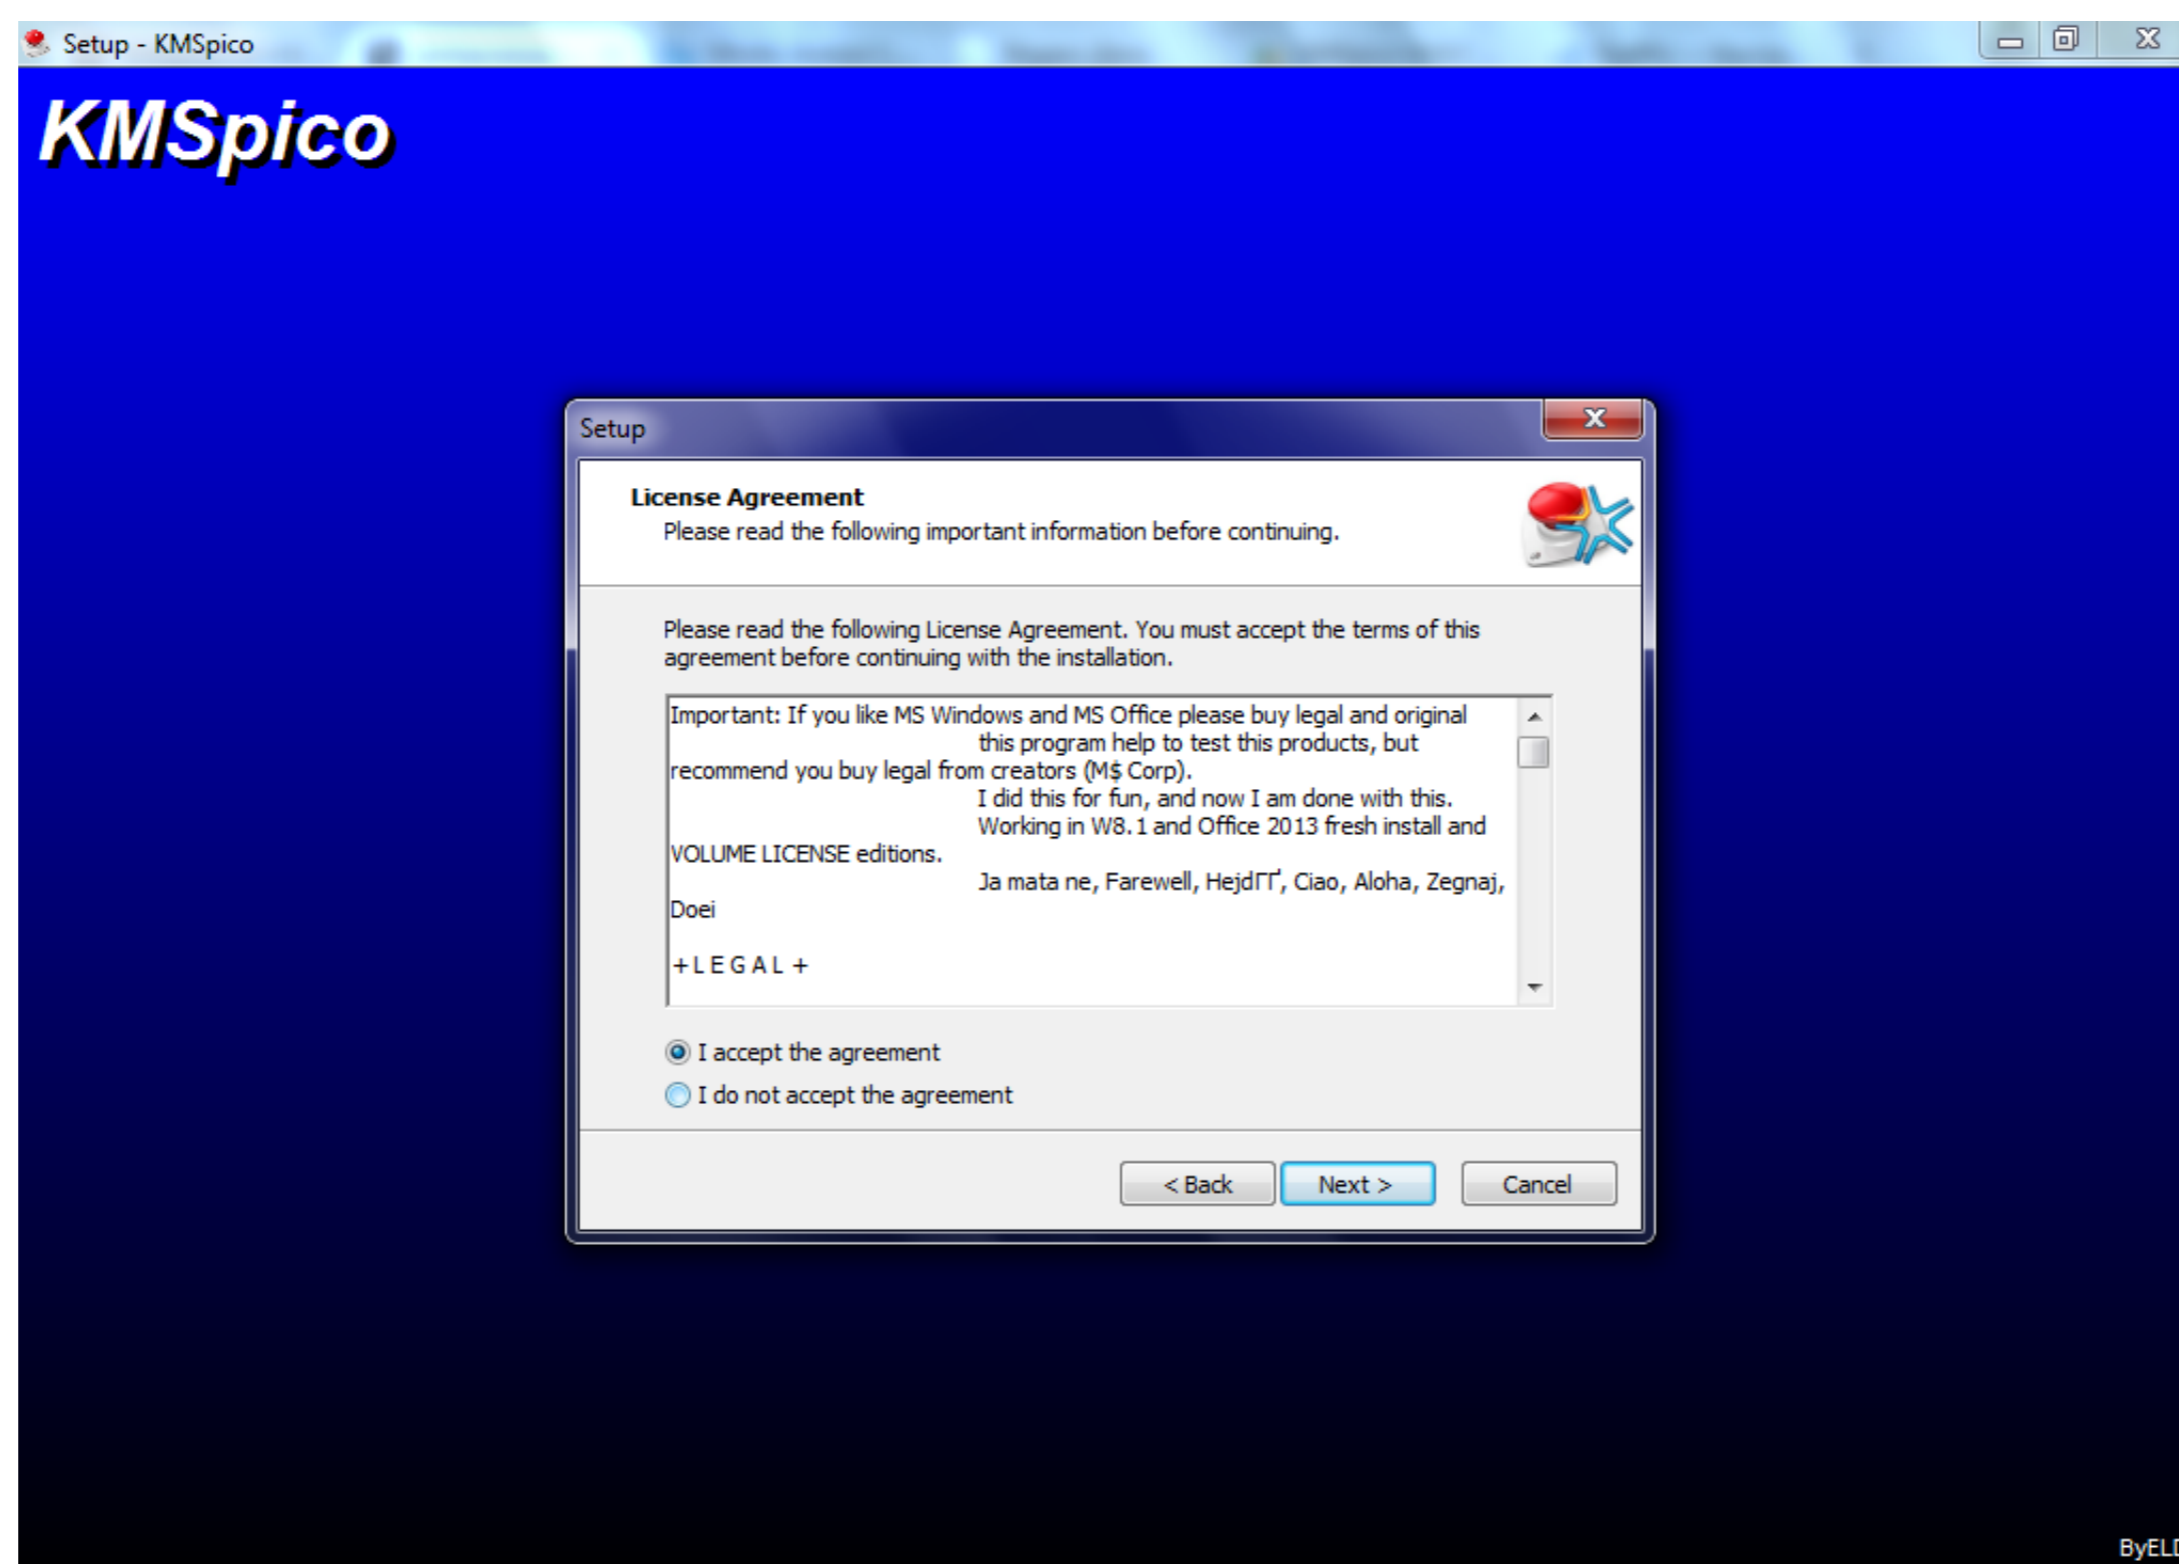 Setup - KMSpico
KMSpico
Setup
License Agreement
Please read the following important information before continuing.
Please read the following License Agreement. You must accept the terms of this
agreement before continuing with the installation.
Important: If you like MS Windows and MS Office please buy legal and original
this program help to test this products, but
recommend you buy legal from creators (M$ Corp).
I did this for fun, and now I am done with this.
Working in W8.1 and Office 2013 fresh install and
VOLUME LICENSE editions.
Ja mata ne, Farewell, HejdГҐ, Ciao, Aloha, Zegnaj,
Doei
+ L E G A L +
I accept the agreement
I do not accept the agreement
< Back
Next >
Cancel